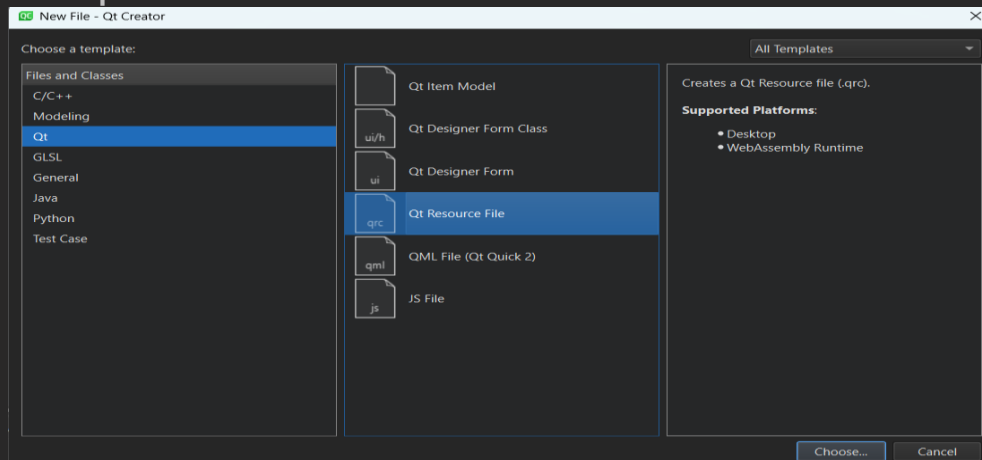 QC New File - Qt Creator
Choose a template:
All Templates
Files and Classes
C/C++
Modeling
Qt
GLSL
General
Java
Python
Test Case
Qt Item Model
ui/h
Qt Designer Form Class
ui
Qt Designer Form
qrc
Qt Resource File
qml
QML File (Qt Quick 2)
js
JS File
Creates a Qt Resource file (.qrc).
Supported Platforms:
• Desktop
• WebAssembly Runtime
Choose...
Cancel